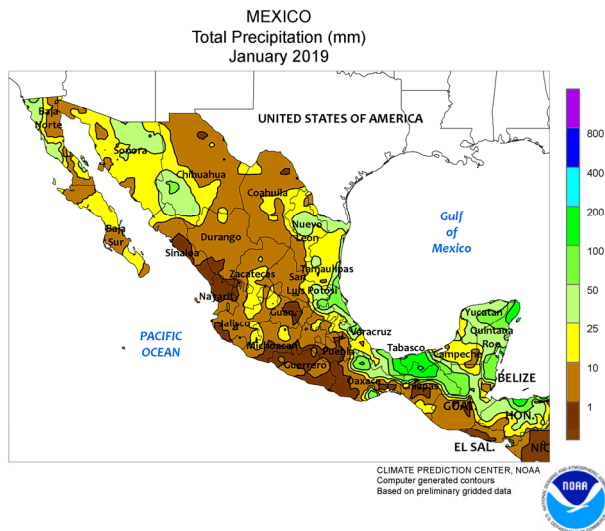 MEXICO
Total Precipitation (mm)
January 2019
UNITED STATES OF AMERICA
Baja
Norte
Sonora
Chihuahua
Coahuila
Nuevo
Leon
Baja
Sur
Sinaloa
Durango
Zacatecas
San
Luis Potosi
Tamaulipas
Nayarit
Jalisco
Guan.
Michoacan
Guerrero
Puebla
Veracruz
Oaxaca
Tabasco
Chiapas
Campeche
Yucatan
Quintana
Roo
BELIZE
GUAT.
HON.
EL SAL.
NIC
Gulf
of
Mexico
PACIFIC
OCEAN
800
400
200
100
50
25
10
1
CLIMATE PREDICTION CENTER, NOAA
Computer generated contours
Based on preliminary gridded data
NOAA